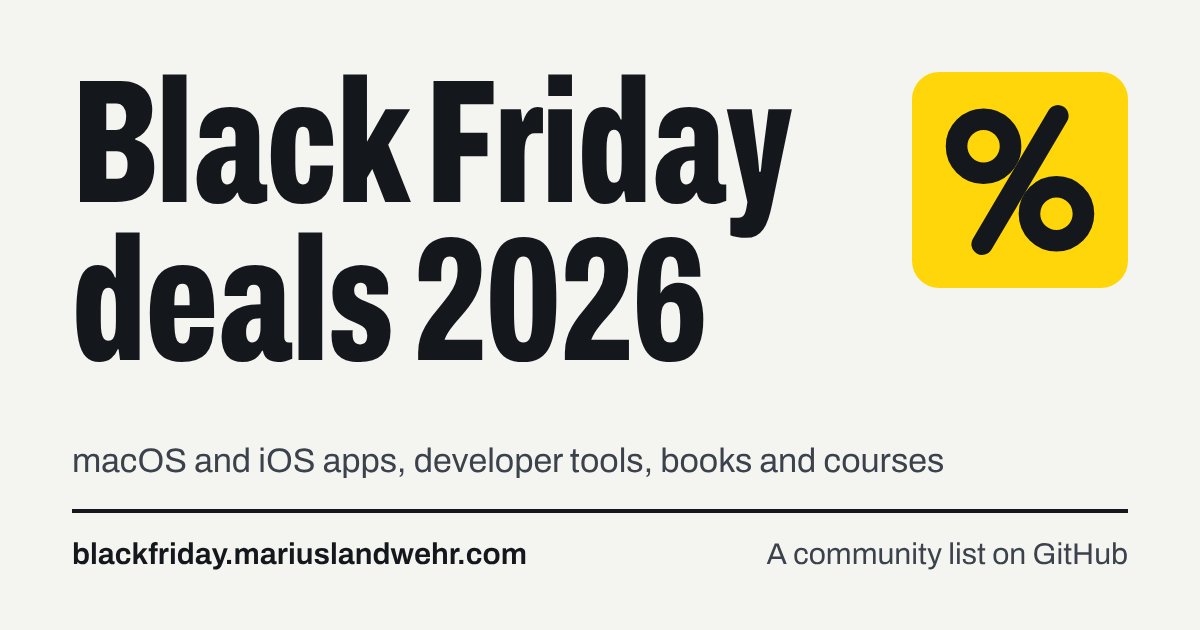 Black Friday
deals 2026
%
macOS and iOS apps, developer tools, books and courses
blackfriday.mariuslandwehr.com
A community list on GitHub